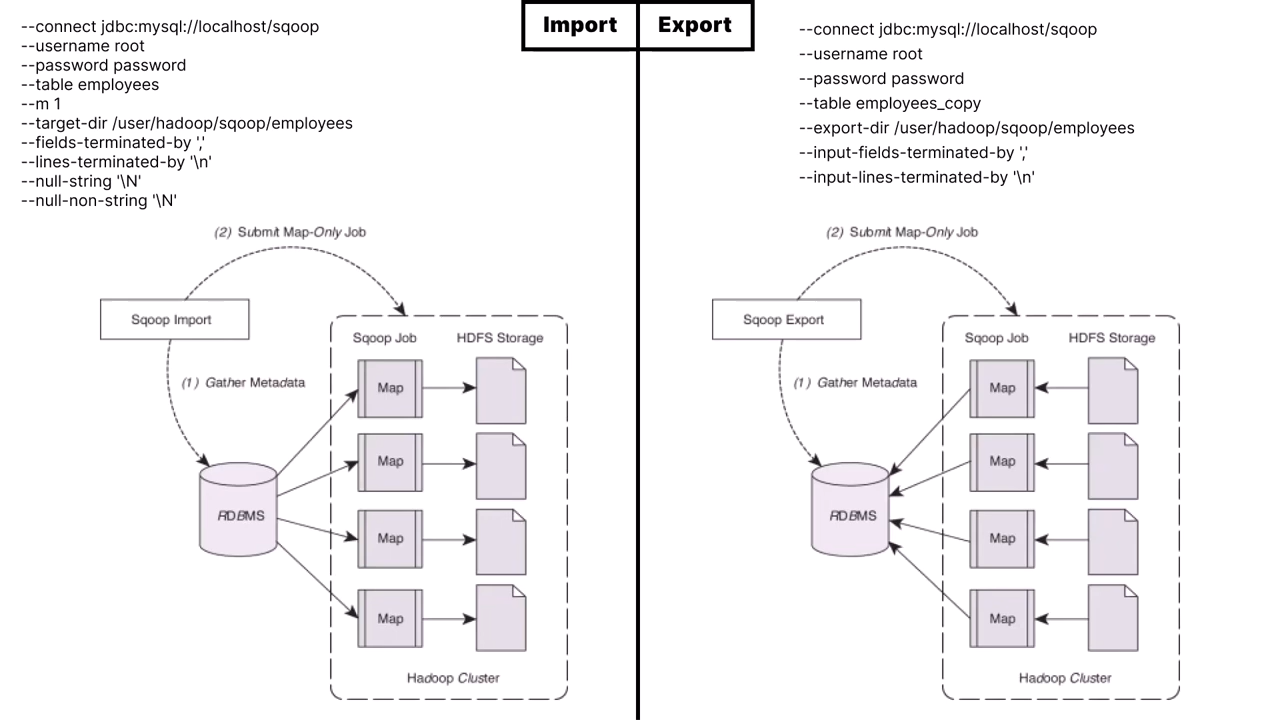 Import
--connect jdbc:mysql://localhost/sqoop
--username root
--password password
--table employees
--m 1
--target-dir /user/hadoop/sqoop/employees
--fields-terminated-by ','
--lines-terminated-by '\n'
--null-string '\N'
--null-non-string '\N'
(2) Submit Map-Only Job
Sqoop Import
Sqoop Job
HDFS Storage
(1) Gather Metadata
Map
Map
Map
Map
RDBMS
Hadoop Cluster
Export
--connect jdbc:mysql://localhost/sqoop
--username root
--password password
--table employees_copy
--export-dir /user/hadoop/sqoop/employees
--input-fields-terminated-by ','
--input-lines-terminated-by '\n'
(2) Submit Map-Only Job
Sqoop Export
Sqoop Job
HDFS Storage
(1) Gather Metadata
Map
Map
Map
Map
RDBMS
Hadoop Cluster